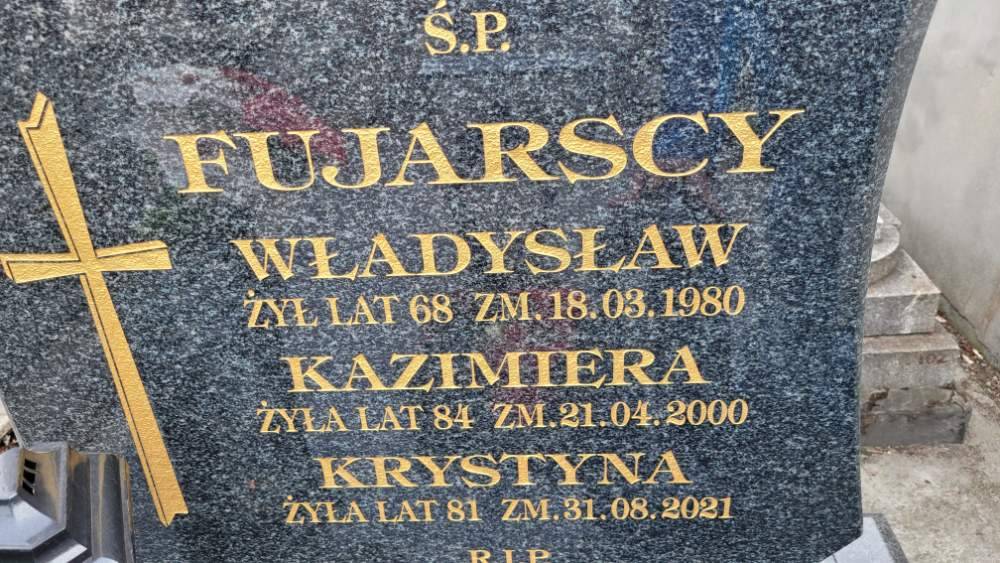 Ś.P.
FUJARSCY
WŁADYSŁAW
ŻYŁ LAT 68 ZM. 18.03.1980
KAZIMIERA
ŻYŁA LAT 84 ZM. 21.04.2000
KRYSTYNA
ŻYŁA LAT 81 ZM. 31.08.2021
R.I.P.
102